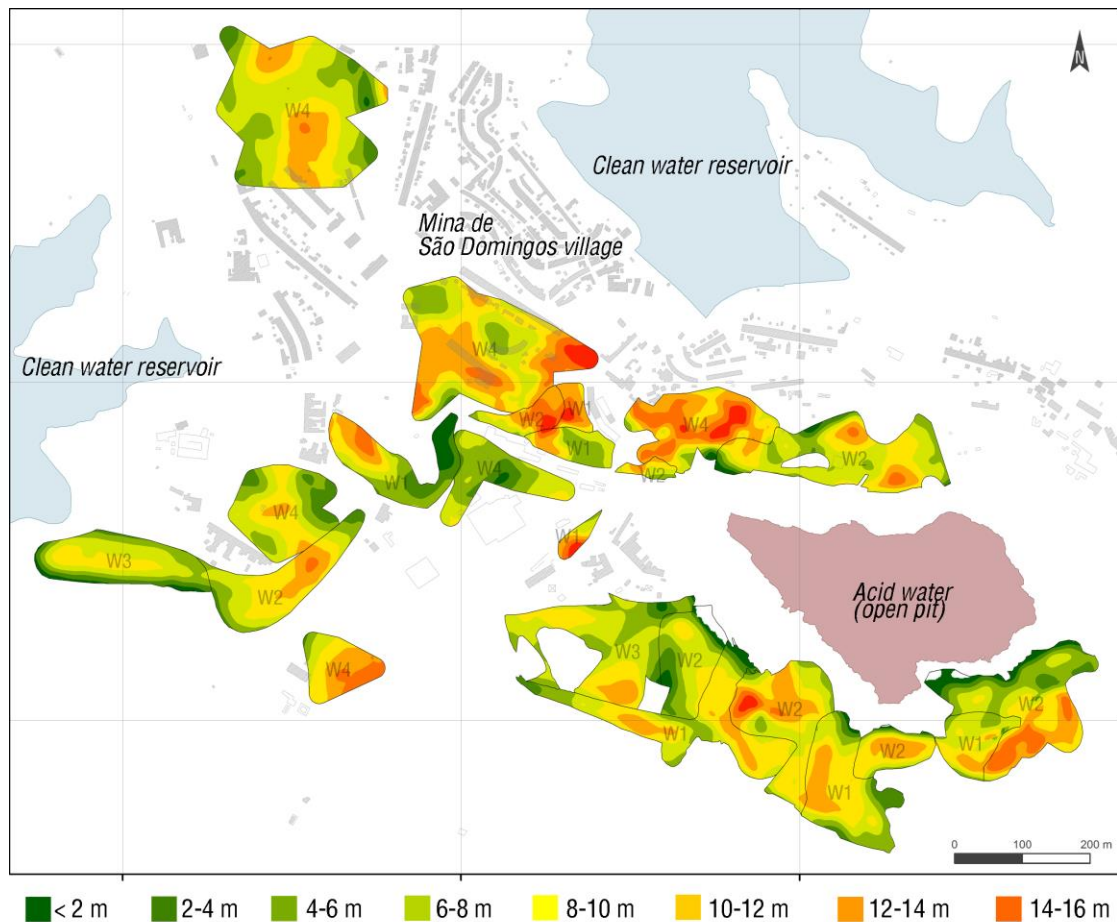 N
W4
Clean water reservoir
Mina de
São Domingos village
Clean water reservoir
W4
W2
W1
W1
W4
W2
W2
W1
W4
W4
W3
W2
W1
W4
W3
W2
W1
W2
W1
W2
W1
W2
Acid water
(open pit)
0 100 200 m
< 2 m 2-4 m 4-6 m 6-8 m 8-10 m 10-12 m 12-14 m 14-16 m